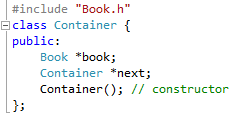 #include "Book.h"
class Container {
public:
    Book *book;
    Container *next;
    Container(); // constructor
};